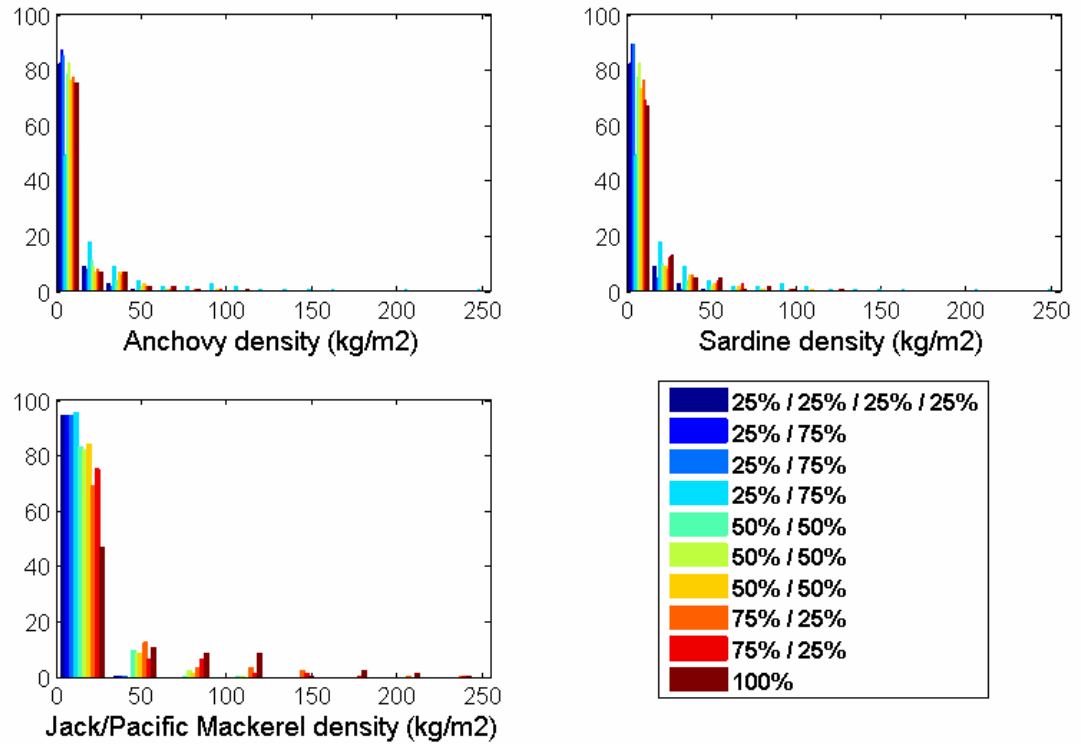 100
80
60
40
20
0
0 50 100 150 200 250
Anchovy density (kg/m2)
100
80
60
40
20
0
0 50 100 150 200 250
Sardine density (kg/m2)
100
80
60
40
20
0
0 50 100 150 200 250
Jack/Pacific Mackerel density (kg/m2)
25% / 25% / 25% / 25%
25% / 75%
25% / 75%
25% / 75%
50% / 50%
50% / 50%
50% / 50%
75% / 25%
75% / 25%
100%